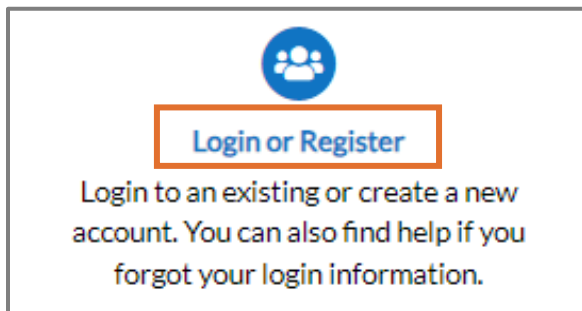 Login or Register
Login to an existing or create a new
account. You can also find help if you
forgot your login information.